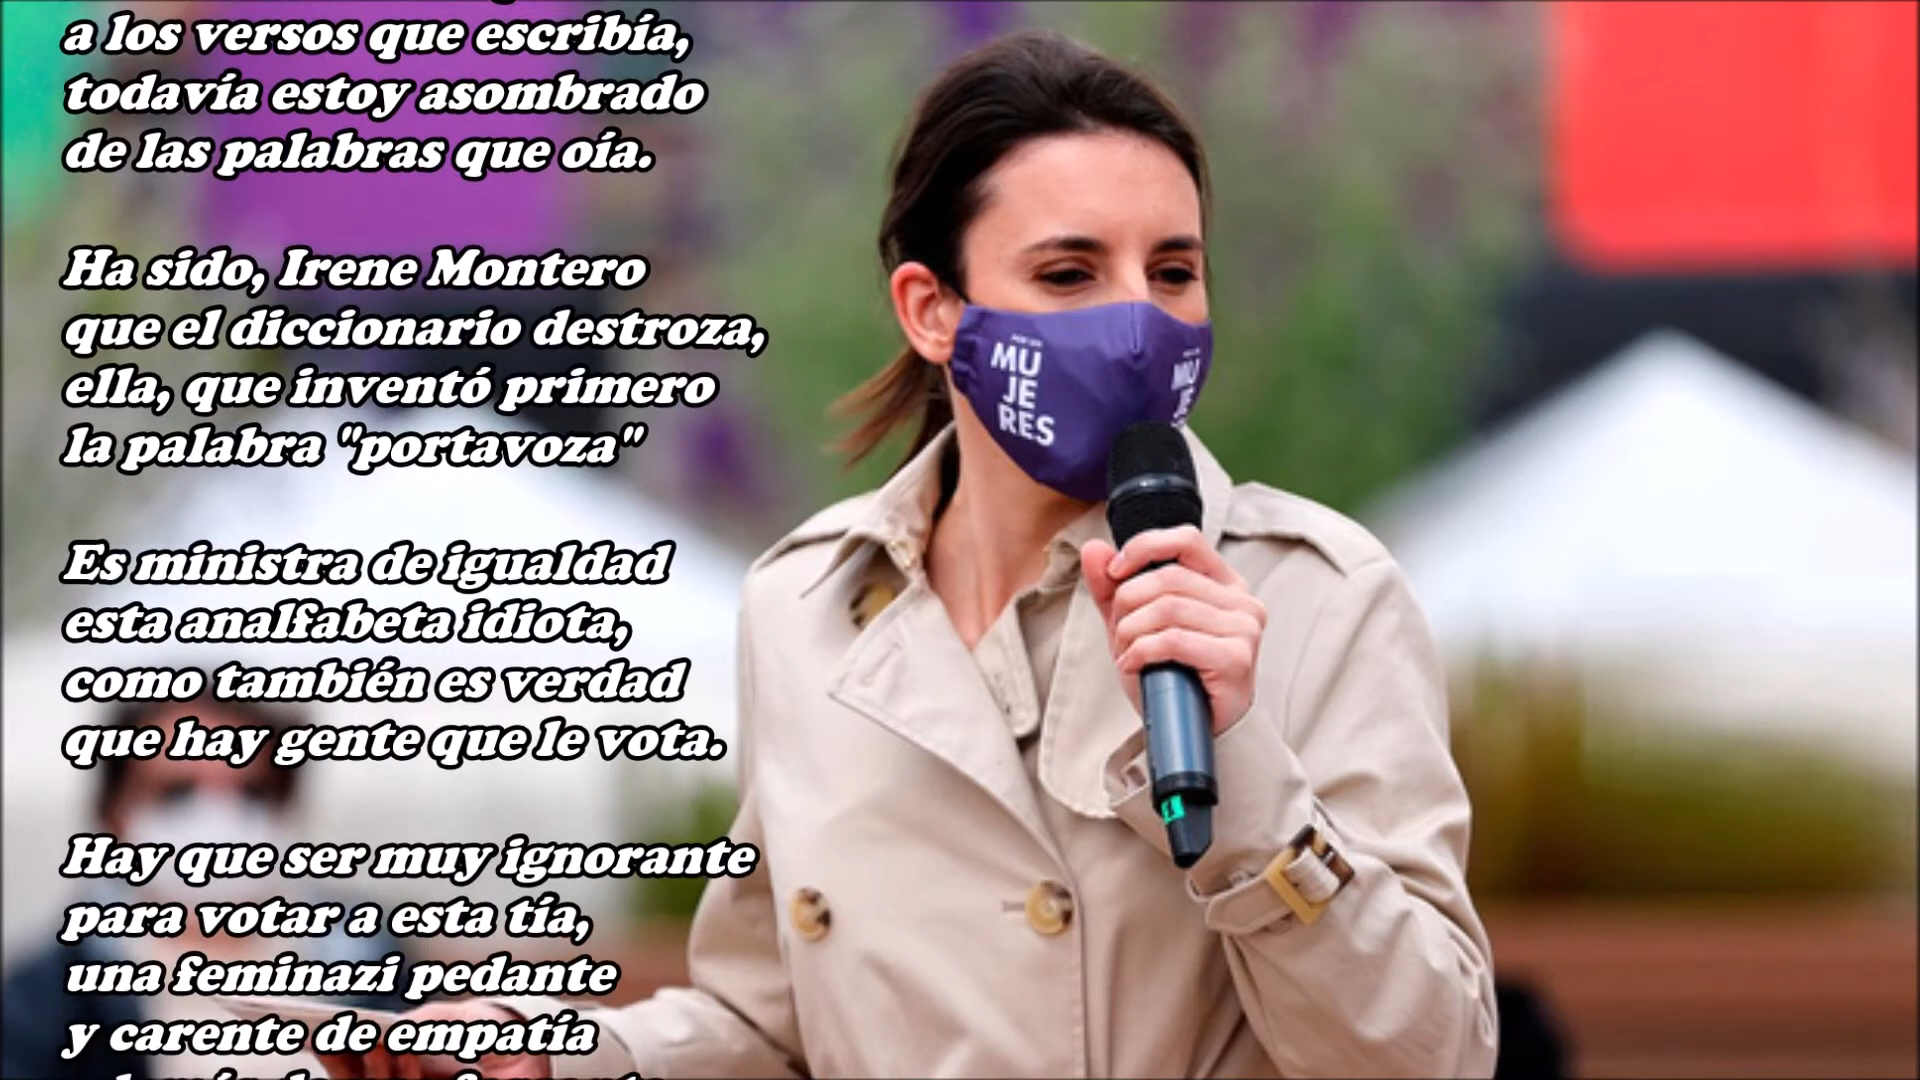 a los versos que escribía,
todavía estoy asombrado
de las palabras que oía.
Ha sido, Irene Montero
que el diccionario destroza,
ella, que inventó primero
la palabra "portavoza"
Es ministra de igualdad
esta analfabeta idiota,
como también es verdad
que hay gente que le vota.
Hay que ser muy ignorante
para votar a esta tía,
una feminazi pedante
y carente de empatía
MU
JE
RES
MU